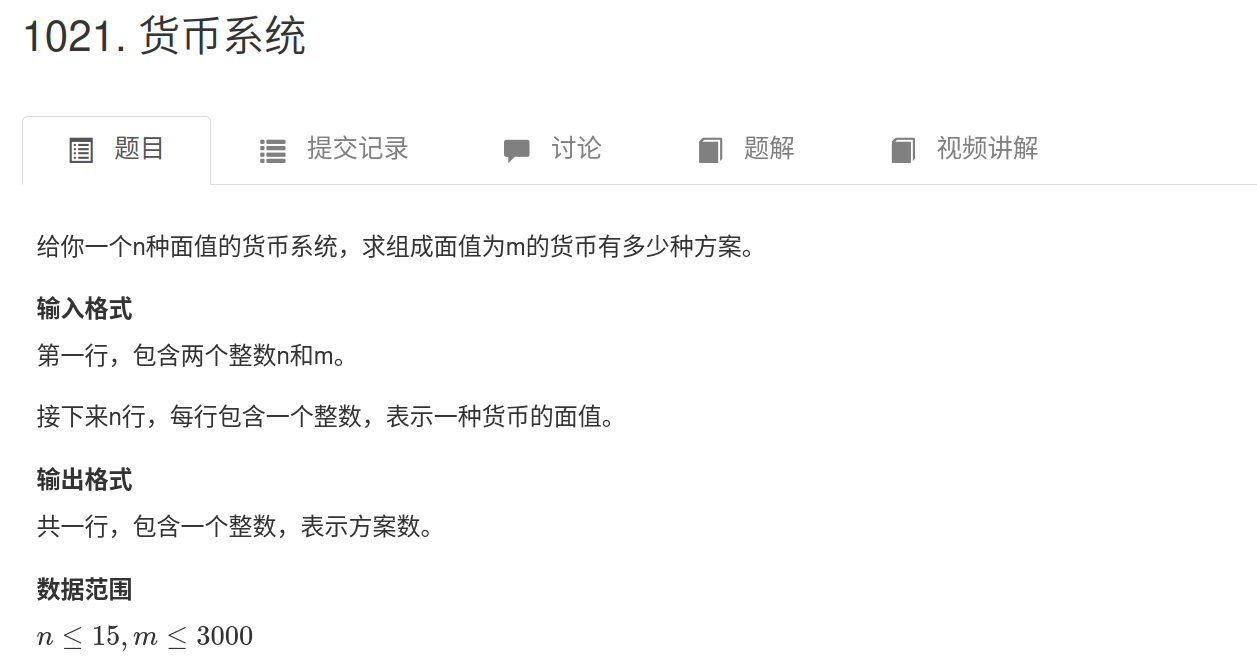 1021. 货币系统
题目 提交记录 讨论 题解 视频讲解
给你一个n种面值的货币系统，求组成面值为m的货币有多少种方案。
输入格式
第一行，包含两个整数n和m。
接下来n行，每行包含一个整数，表示一种货币的面值。
输出格式
共一行，包含一个整数，表示方案数。
数据范围
n ≤ 15, m ≤ 3000